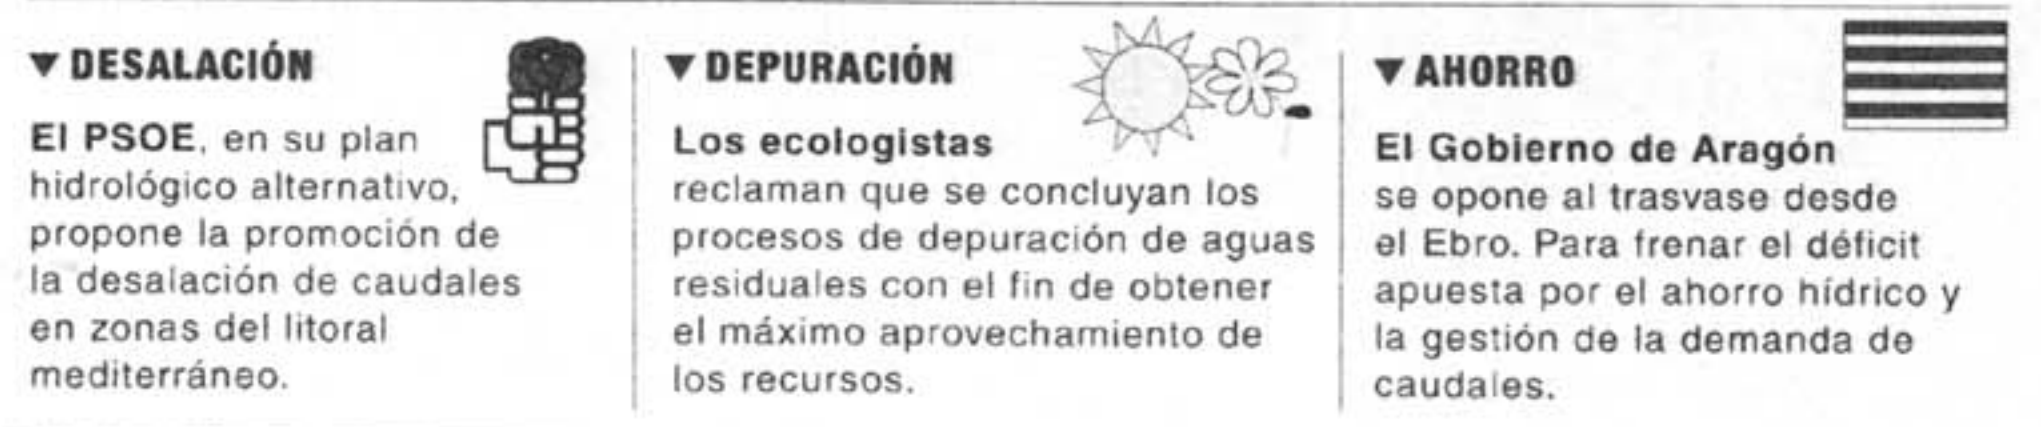 ▼ DESALACIÓN
El PSOE, en su plan
hidrológico alternativo,
propone la promoción de
la desalación de caudales
en zonas del litoral
mediterráneo.
▼ DEPURACIÓN
Los ecologistas
reclaman que se concluyan los
procesos de depuración de aguas
residuales con el fin de obtener
el máximo aprovechamiento de
los recursos.
▼ AHORRO
El Gobierno de Aragón
se opone al trasvase desde
el Ebro. Para frenar el déficit
apuesta por el ahorro hídrico y
la gestión de la demanda de
caudales.